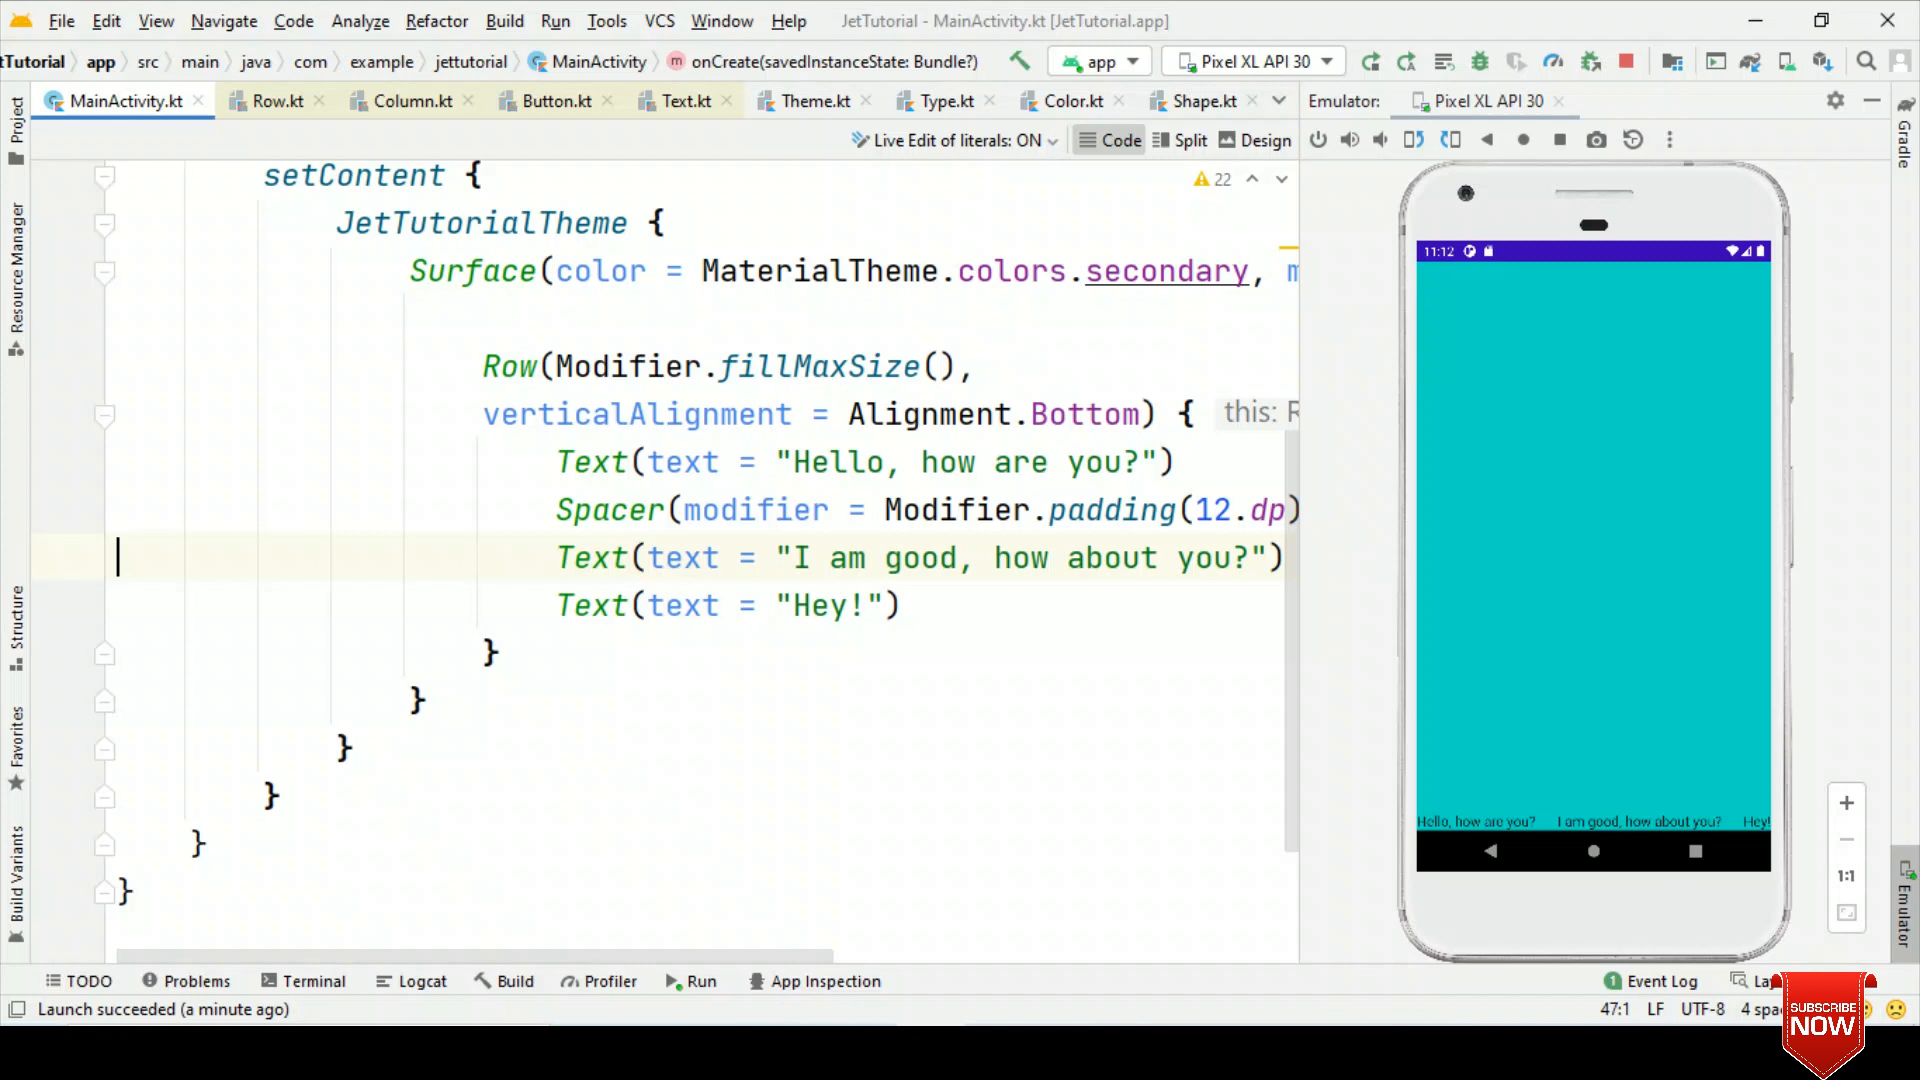 File Edit View Navigate Code Analyze Refactor Build Run Tools VCS Window Help JetTutorial - MainActivity.kt [JetTutorial.app]
tTutorial app src main java com example jettutorial MainActivity m onCreate(savedInstanceState: Bundle?) app Pixel XL API 30
MainActivity.kt Row.kt Column.kt Button.kt Text.kt Theme.kt Type.kt Color.kt Shape.kt Emulator: Pixel XL API 30
Live Edit of literals: ON Code Split Design
Project
Resource Manager
Structure
Favorites
Build Variants
Gradle
Emulator
22
setContent {
JetTutorialTheme {
Surface(color = MaterialTheme.colors.secondary, m
Row(Modifier.fillMaxSize(),
verticalAlignment = Alignment.Bottom) { this: R
Text(text = "Hello, how are you?")
Spacer(modifier = Modifier.padding(12.dp)
Text(text = "I am good, how about you?")
Text(text = "Hey!")
}
}
}
}
}
}
11:12
Hello, how are you? I am good, how about you? Hey!
1:1
TODO Problems Terminal Logcat Build Profiler Run App Inspection 1 Event Log La
Launch succeeded (a minute ago) 47:1 LF UTF-8 4 spa
SUBSCRIBE
NOW